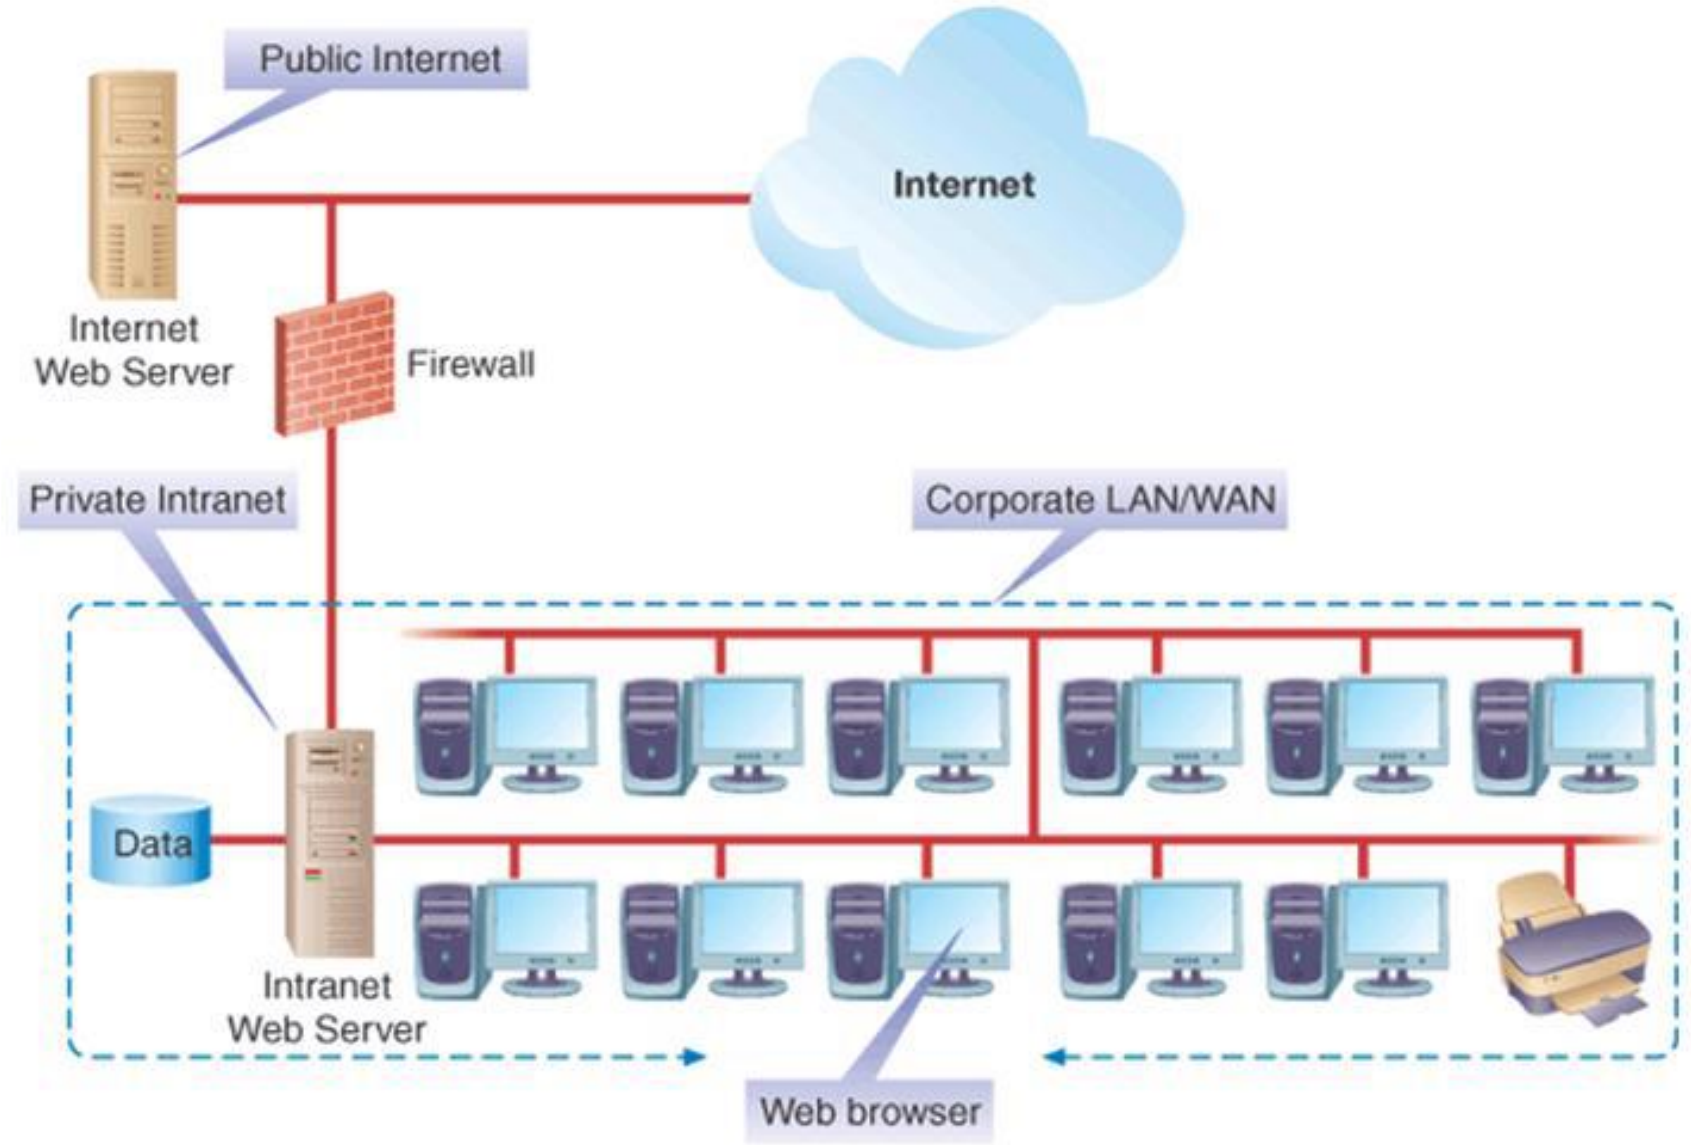 Public Internet
Internet
Internet
Web Server
Firewall
Private Intranet
Corporate LAN/WAN
Data
Intranet
Web Server
Web browser